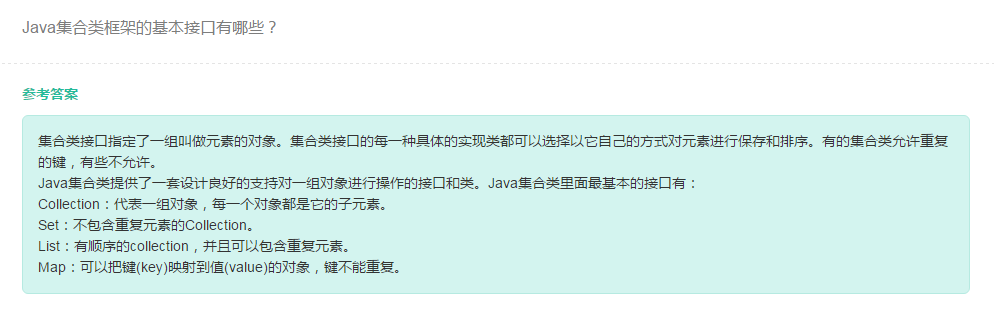 Java集合类框架的基本接口有哪些？
参考答案
集合类接口指定了一组叫做元素的对象。集合类接口的每一种具体的实现类都可以选择以它自己的方式对元素进行保存和排序。有的集合类允许重复
的键，有些不允许。
Java集合类提供了一套设计良好的支持对一组对象进行操作的接口和类。Java集合类里面最基本的接口有：
Collection：代表一组对象，每一个对象都是它的子元素。
Set：不包含重复元素的Collection。
List：有顺序的collection，并且可以包含重复元素。
Map：可以把键(key)映射到值(value)的对象，键不能重复。